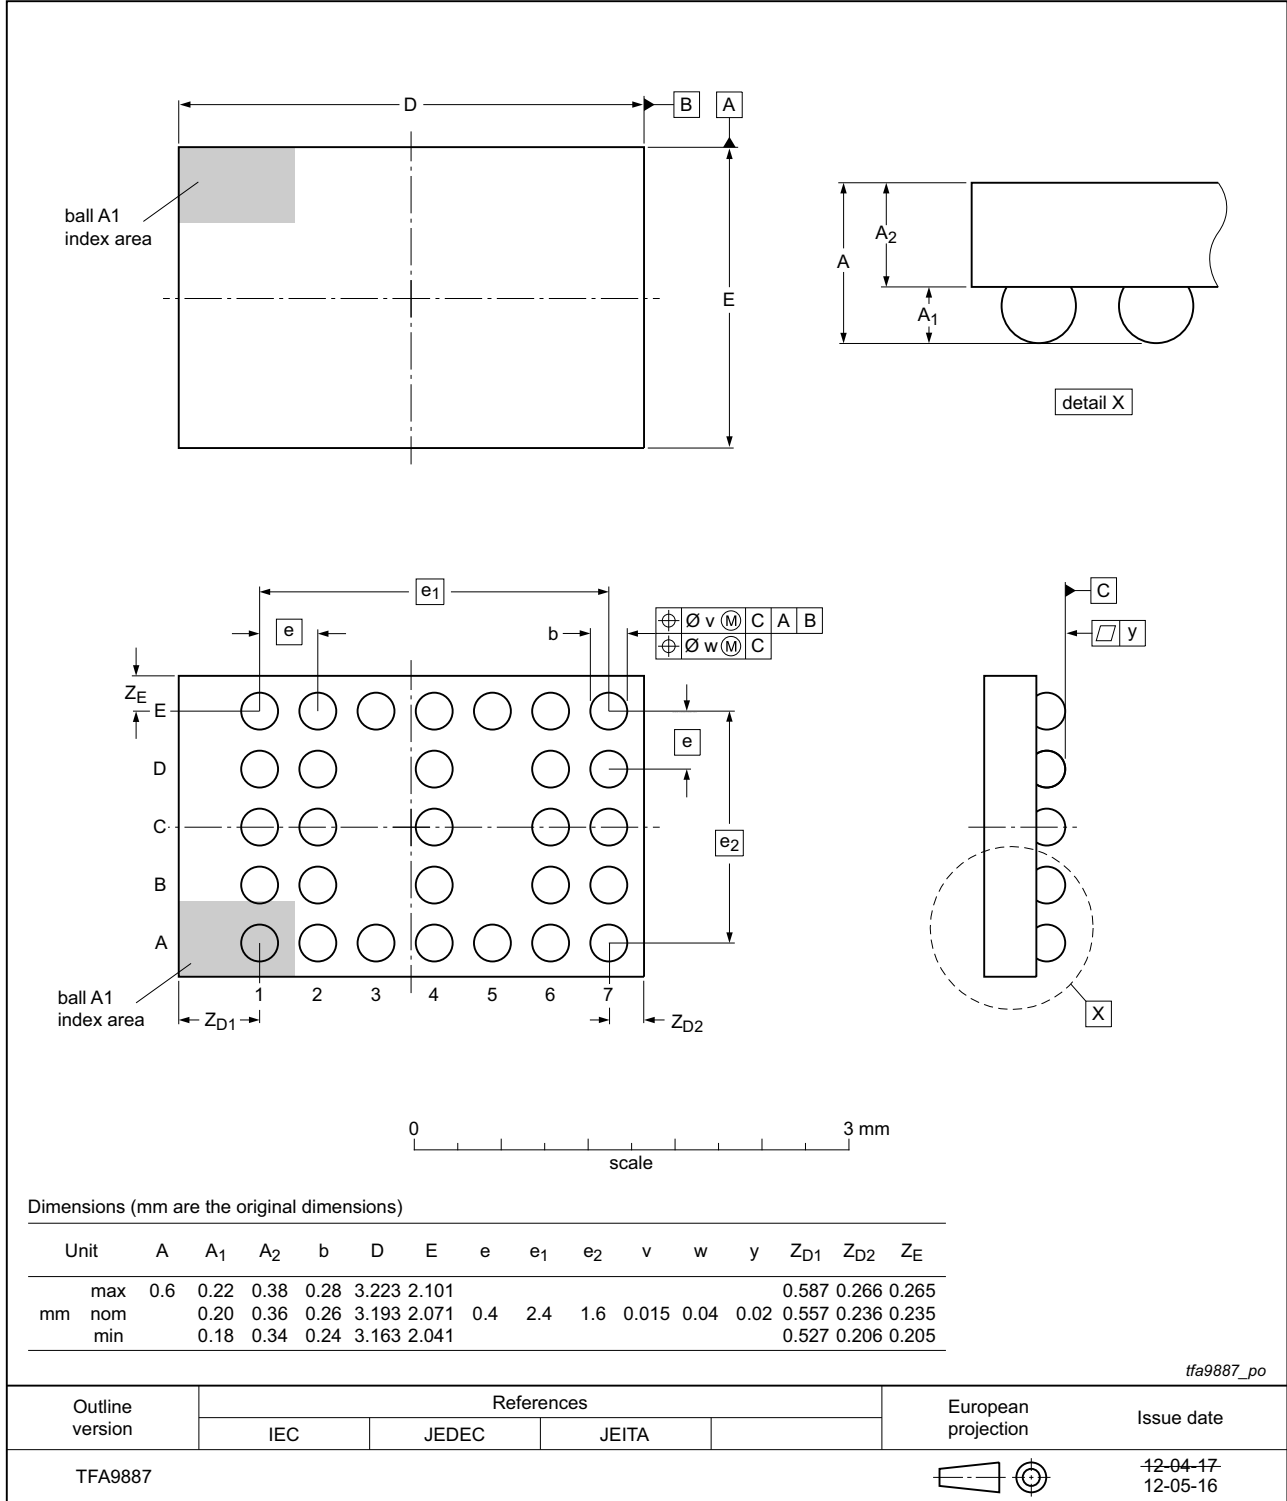 D B A
ball A1
index area
E
A
A2
A1
detail X
e1
e
b
Ø v M C A B
Ø w M C
C
y
ZE
E
D
C
B
A
e
e2
1 2 3 4 5 6 7
ball A1
index area
ZD1
ZD2
X
0 3 mm
scale
Dimensions (mm are the original dimensions)
Unit A A1 A2 b D E e e1 e2 v w y ZD1 ZD2 ZE
max 0.6 0.22 0.38 0.28 3.223 2.101 0.587 0.266 0.265
mm nom 0.20 0.36 0.26 3.193 2.071 0.4 2.4 1.6 0.015 0.04 0.02 0.557 0.236 0.235
min 0.18 0.34 0.24 3.163 2.041 0.527 0.206 0.205
tfa9887_po
Outline
version
References
IEC JEDEC JEITA
European
projection
Issue date
TFA9887
12-04-17
12-05-16